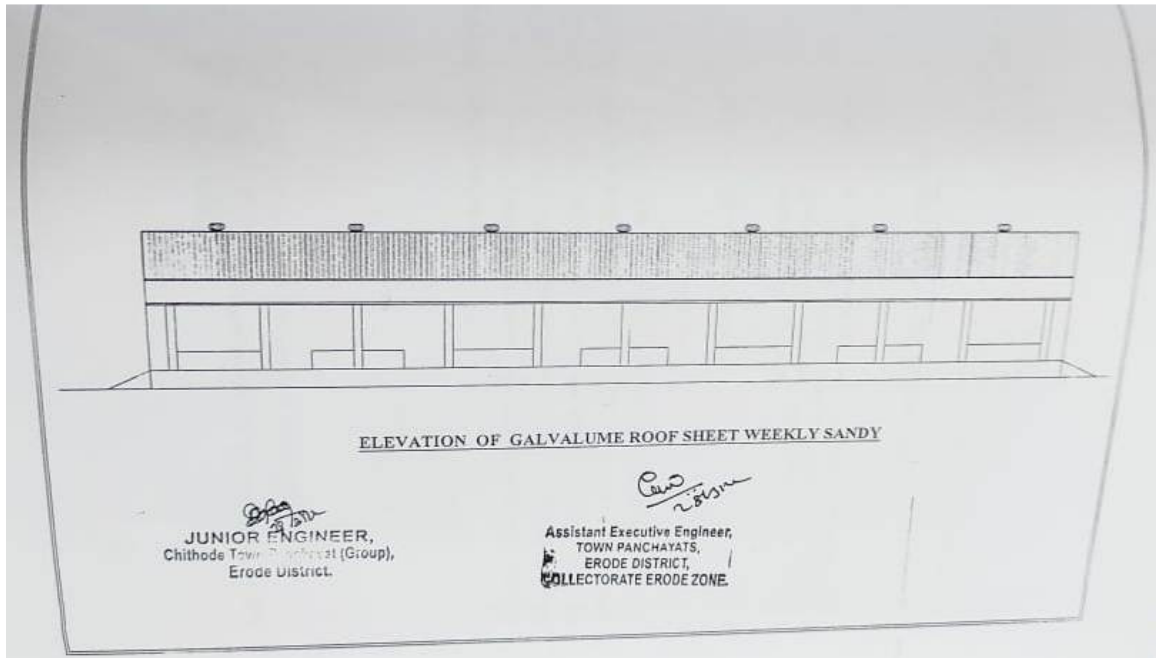 ELEVATION OF GALVALUME ROOF SHEET WEEKLY SANDY
JUNIOR ENGINEER,
Chithode Town Panchayat (Group),
Erode District.
Assistant Executive Engineer,
TOWN PANCHAYATS,
ERODE DISTRICT,
COLLECTORATE ERODE ZONE.